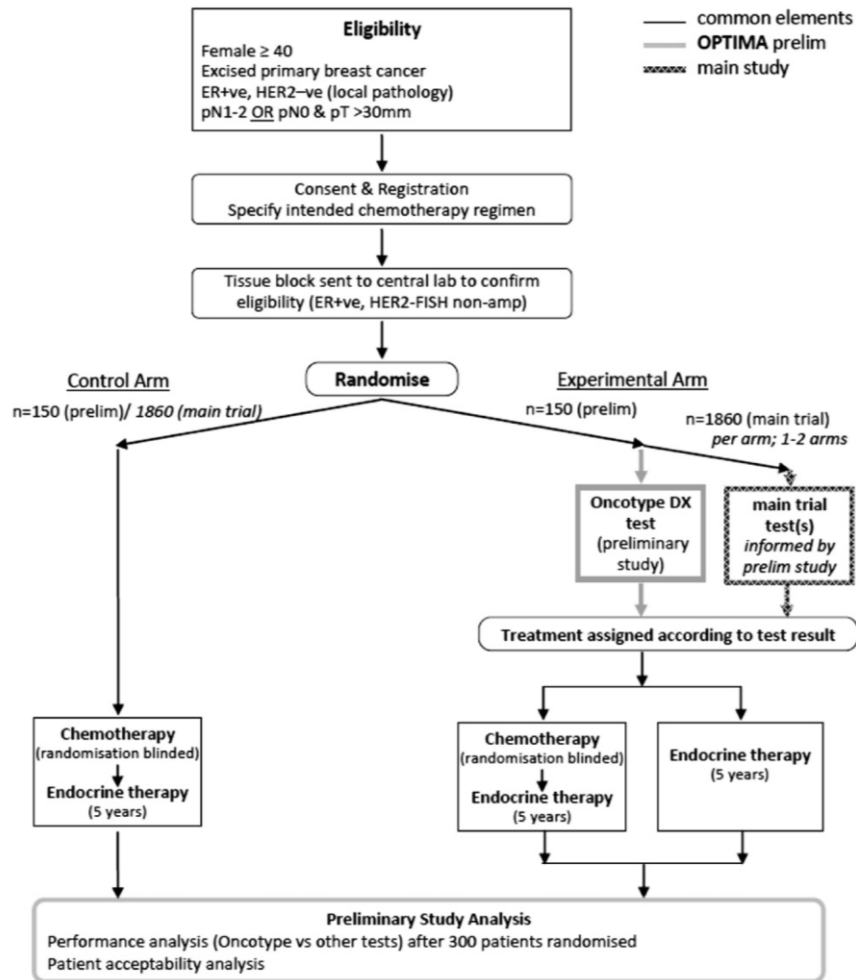 Eligibility
Female ≥ 40
Excised primary breast cancer
ER+ve, HER2–ve (local pathology)
pN1-2 OR pN0 & pT >30mm
common elements
OPTIMA prelim
main study
Consent & Registration
Specify intended chemotherapy regimen
Tissue block sent to central lab to confirm
eligibility (ER+ve, HER2-FISH non-amp)
Control Arm
Randomise
Experimental Arm
n=150 (prelim)/ 1860 (main trial)
n=150 (prelim)
n=1860 (main trial)
per arm; 1-2 arms
Oncotype DX
test
(preliminary
study)
main trial
test(s)
informed by
prelim study
Treatment assigned according to test result
Chemotherapy
(randomisation blinded)
Endocrine therapy
(5 years)
Chemotherapy
(randomisation blinded)
Endocrine therapy
(5 years)
Endocrine therapy
(5 years)
Preliminary Study Analysis
Performance analysis (Oncotype vs other tests) after 300 patients randomised
Patient acceptability analysis